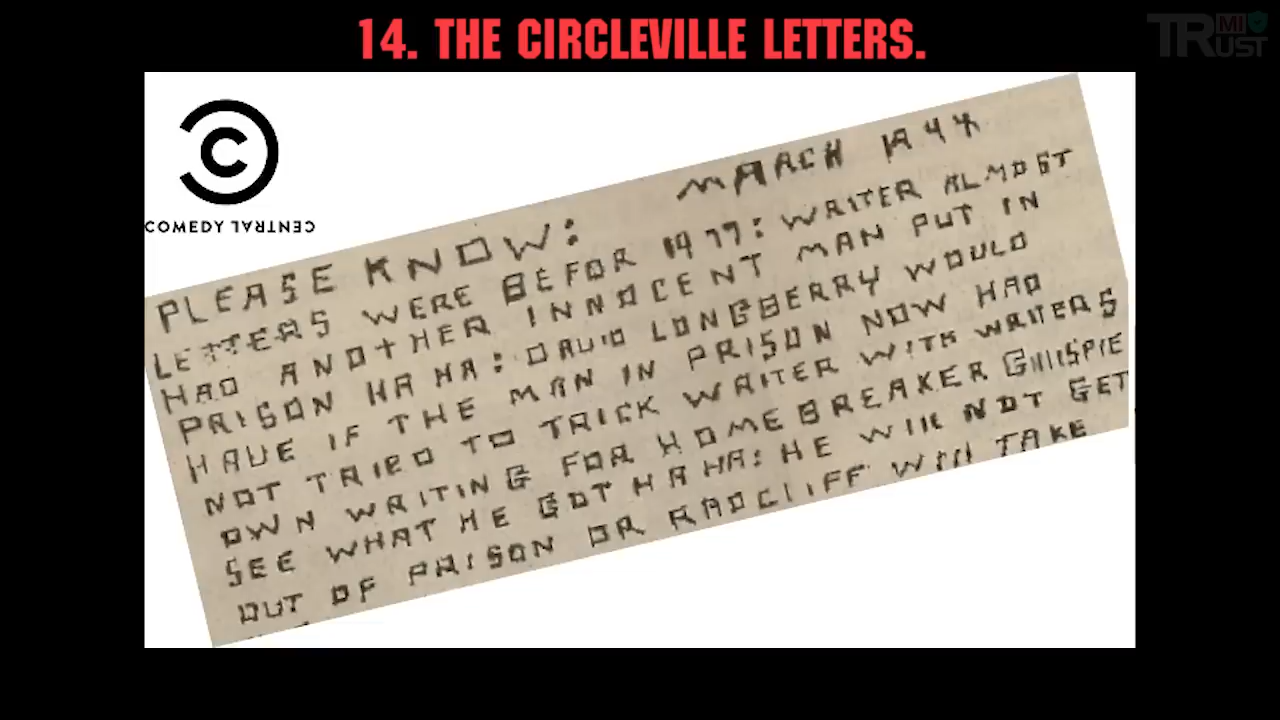 14. THE CIRCLEVILLE LETTERS.
TRUST MI
COMEDY CENTRAL
MARCH 1944
PLEASE KNOW:
LETTERS WERE BEFOR 1977: WRITER ALMOST
HAD ANOTHER INNOCENT MAN PUT IN
PRISON HA HA: DAVID LONGBERRY WOULD
HAVE IF THE MAN IN PRISON NOW HAD
NOT TRIED TO TRICK WRITER WITH WRITERS
OWN WRITING FOR HOMEBREAKER GILLISPIE
SEE WHAT HE GOT HA HA: HE WILL NOT GET
OUT OF PRISON DR RADCLIFF WILL TAKE